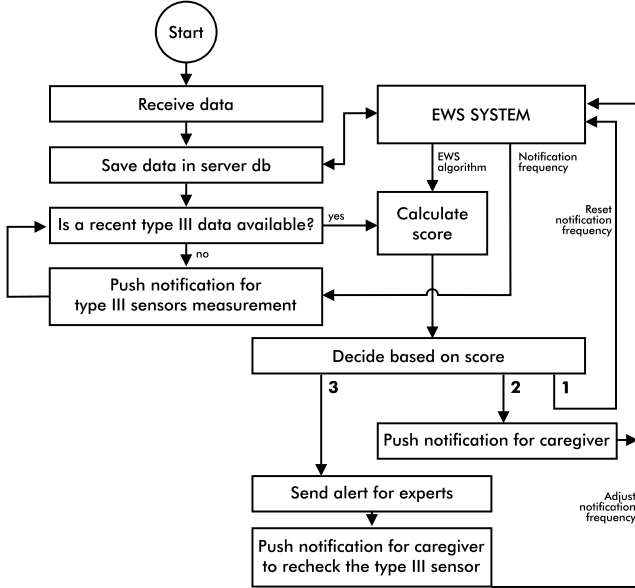 Start
Receive data
EWS SYSTEM
Save data in server db
EWS
algorithm
Notification
frequency
Is a recent type III data available?
yes
Calculate
score
Reset
notification
frequency
no
Push notification for
type III sensors measurement
Decide based on score
3
2
1
Push notification for caregiver
Send alert for experts
Adjust
notification
frequency
Push notification for caregiver
to recheck the type III sensor